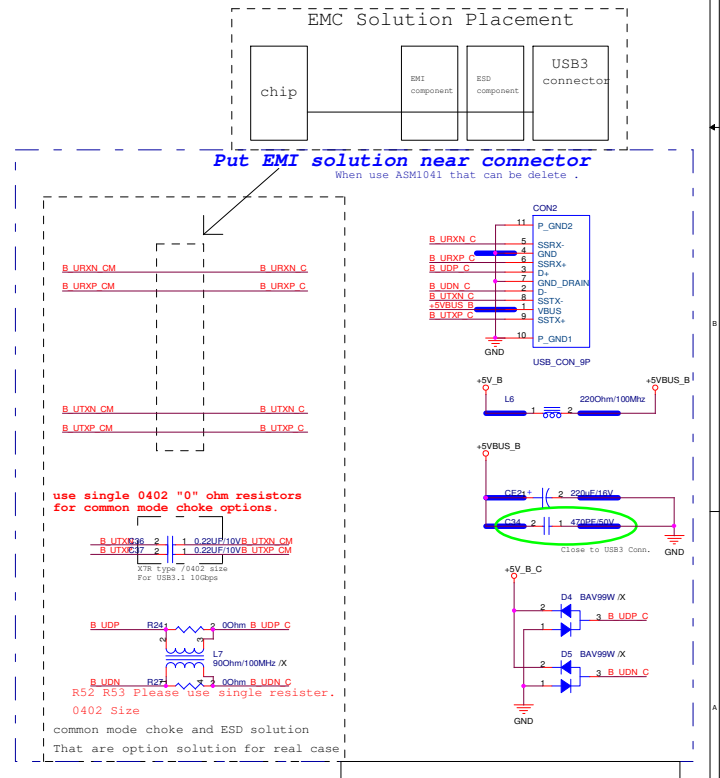 EMC Solution Placement
chip
EMI
component
ESD
component
USB3
connector
Put EMI solution near connector
When use ASM1041 that can be delete .
B_URXN_CM B_URXN_C
B_URXP_CM B_URXP_C
B_UTXN_CM B_UTXN_C
B_UTXP_CM B_UTXP_C
CON2
11 P_GND2
B_URXN_C 5 SSRX-
4 GND
B_URXP_C 6 SSRX+
B_UDP_C 3 D+
7 GND_DRAIN
B_UDN_C 2 D-
B_UTXN_C 8 SSTX-
+5VBUS_B 1 VBUS
B_UTXP_C 9 SSTX+
10 P_GND1
GND
USB_CON_9P
+5V_B +5VBUS_B
L6 1 2 220Ohm/100Mhz
+5VBUS_B
CE2 1 + 2 220uF/16V
C34 2 1 470PF/50V
Close to USB3 Conn.
GND
use single 0402 "0" ohm resistors
for common mode choke options.
C36 2 1 0.22UF/10V B_UTXN_CM
C37 2 1 0.22UF/10V B_UTXP_CM
X7R type /0402 size
For USB3.1 10Gbps
+5V_B_C
D4 BAV99W /X
2 1 3 B_UDP_C
D5 BAV99W /X
2 1 3 B_UDN_C
GND
B_UDP R24 1 2 0Ohm B_UDP_C
2 3
L7
90Ohm/100MHz /X
1 4
B_UDN R27 1 2 0Ohm B_UDN_C
R52 R53 Please use single resister.
0402 Size
common mode choke and ESD solution
That are option solution for real case
B
A